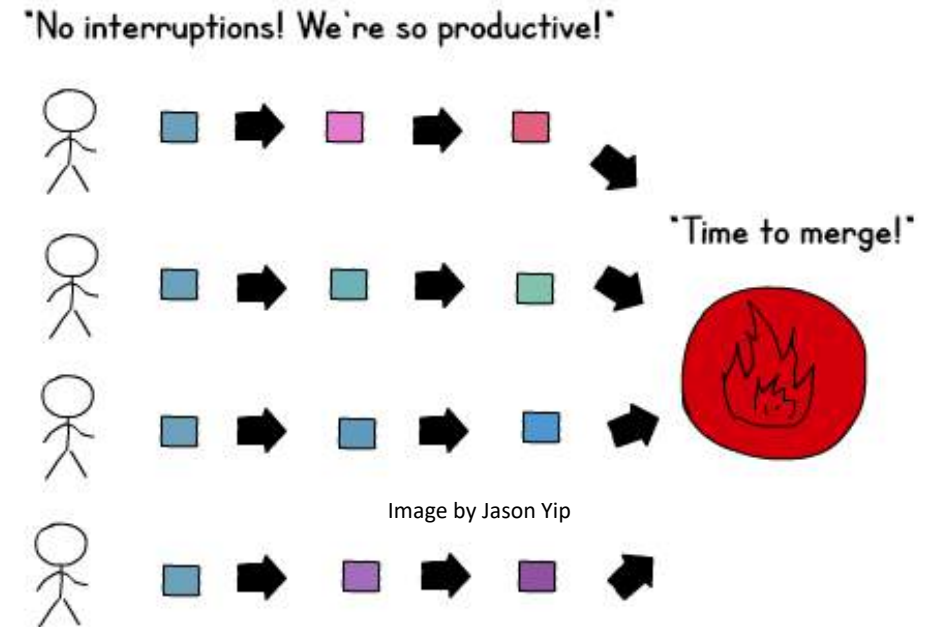 "No interruptions! We're so productive!"
"Time to merge!"
Image by Jason Yip